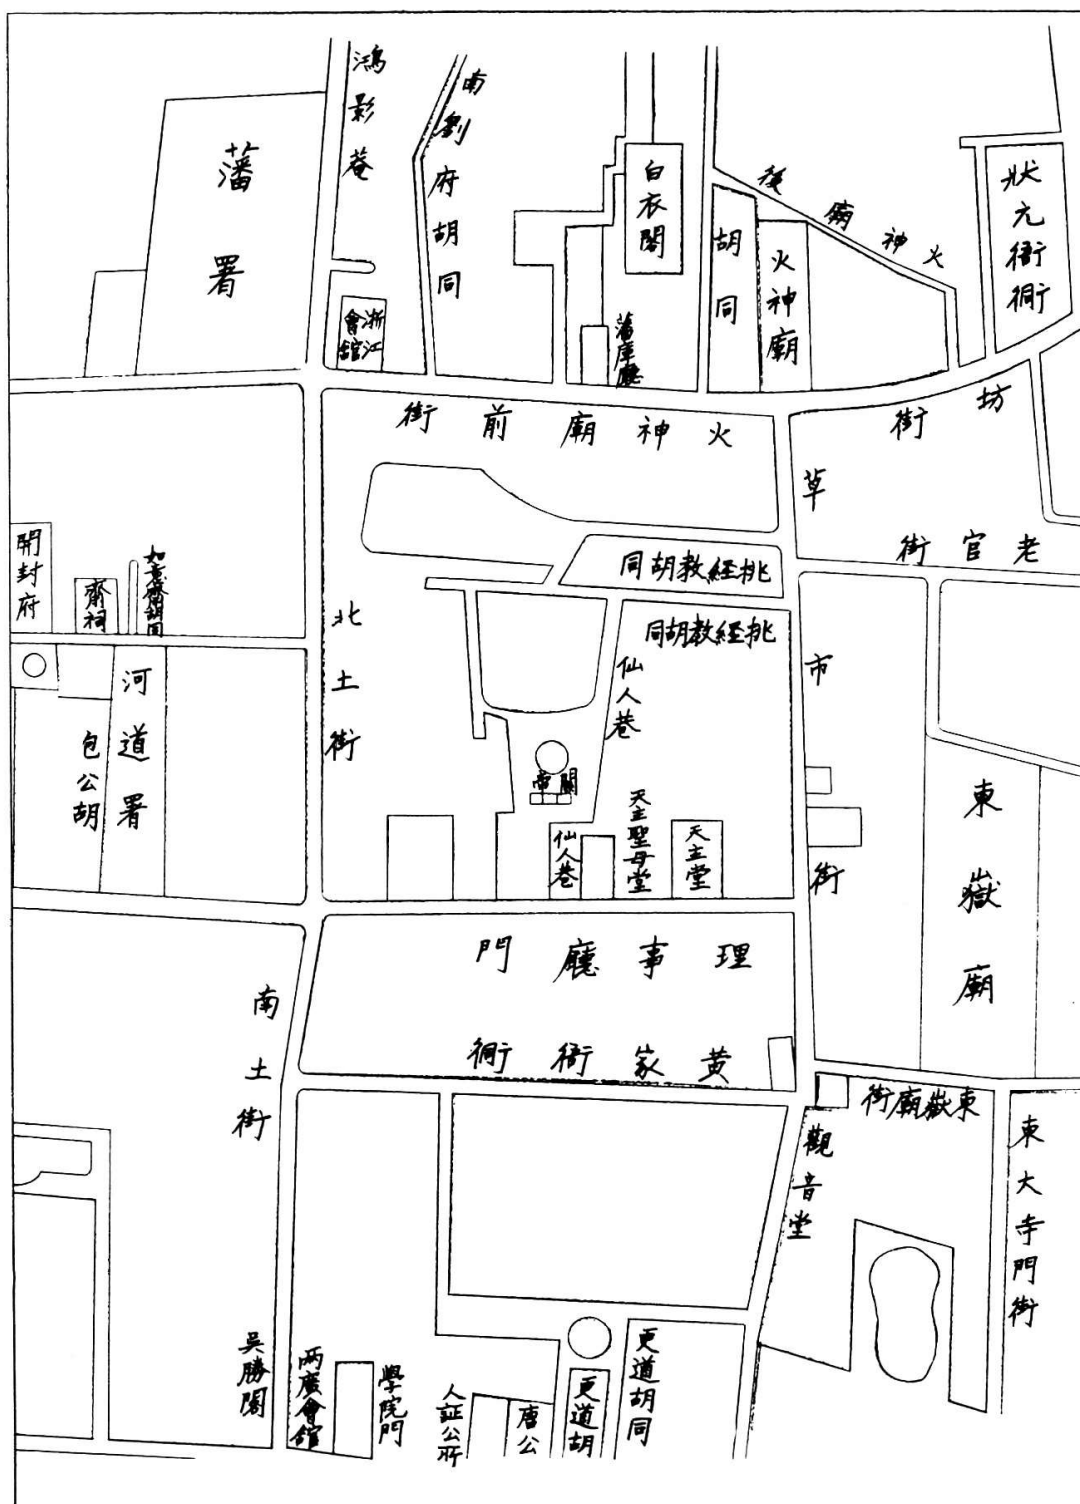 鴻影菴
南劉府胡同
藩署
白衣閣
後廟神火
狀元衚衕
胡同
火神廟
浙江會館
藩庫廳
街前廟神火
街坊
草市街
街官老
開封府
齋祠
同胡教經挑
同胡教經挑
北土街
仙人巷
河道署
包公胡
關帝
東嶽廟
仙人巷
天主聖母堂
天主堂
門廳事理
南土街
衕衚家黄
街廟嶽東
觀音堂
東大寺門街
吳勝閣
两廣會館
學院門
人証公所
唐公
更道胡
更道胡同